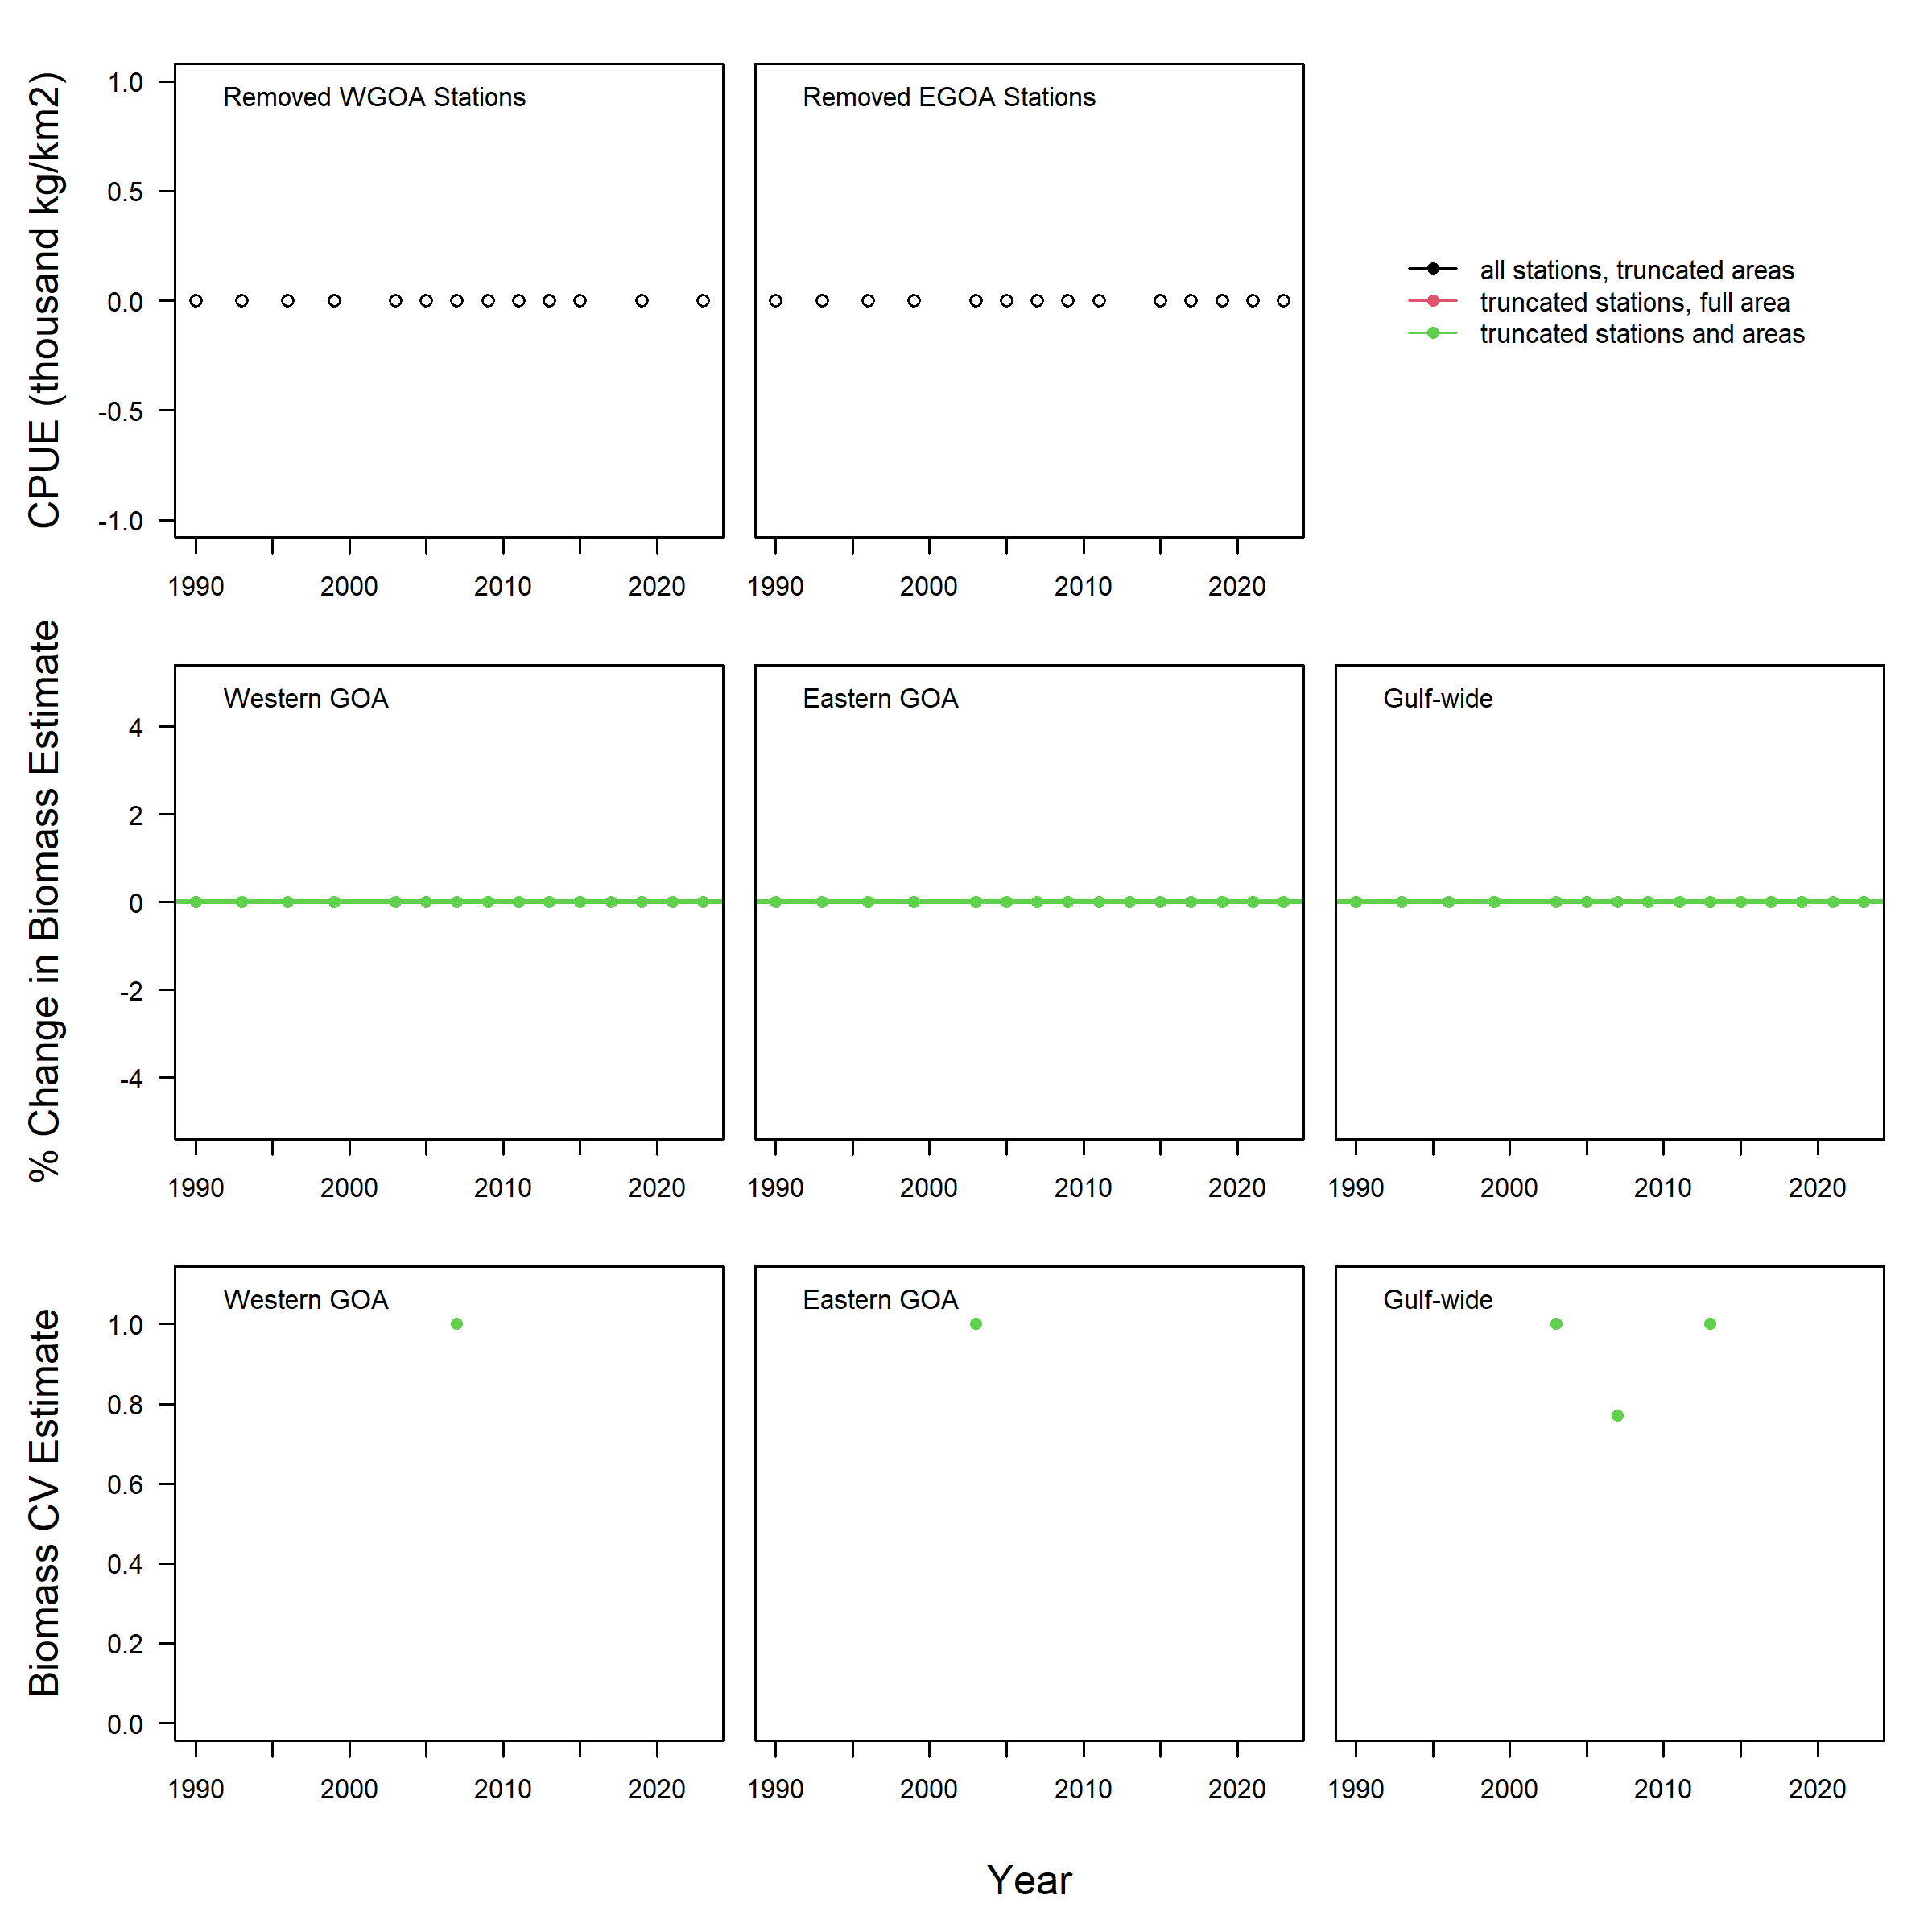 CPUE (thousand kg/km2)
1.0
0.5
0.0
-0.5
-1.0
Removed WGOA Stations
1990 2000 2010 2020
Removed EGOA Stations
1990 2000 2010 2020
all stations, truncated areas
truncated stations, full area
truncated stations and areas
% Change in Biomass Estimate
4
2
0
-2
-4
Western GOA
1990 2000 2010 2020
Eastern GOA
1990 2000 2010 2020
Gulf-wide
1990 2000 2010 2020
Biomass CV Estimate
1.0
0.8
0.6
0.4
0.2
0.0
Western GOA
1990 2000 2010 2020
Eastern GOA
1990 2000 2010 2020
Gulf-wide
1990 2000 2010 2020
Year